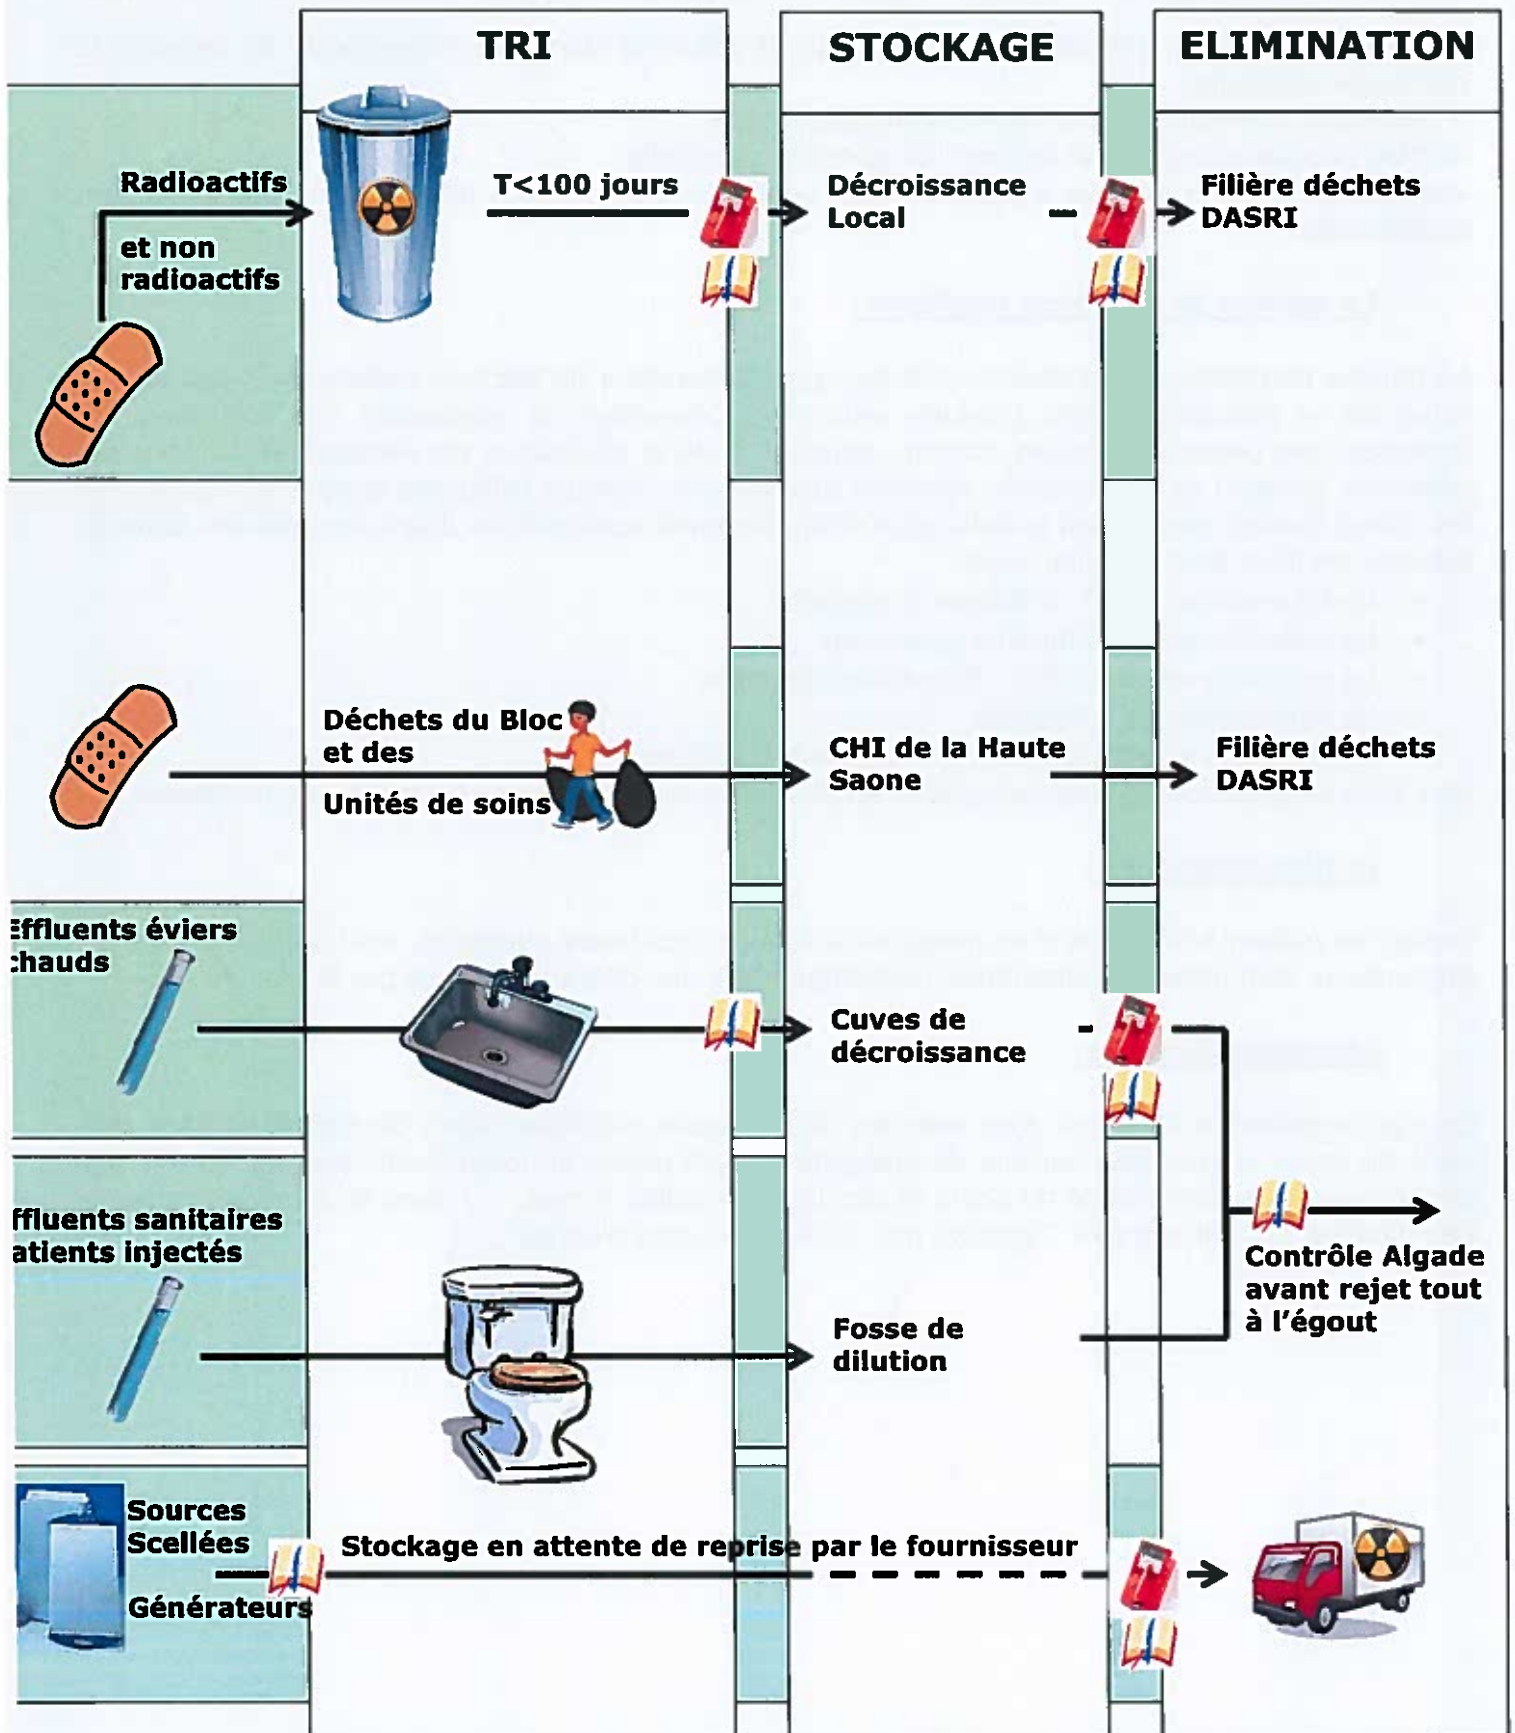 TRI
STOCKAGE
ELIMINATION
Radioactifs
et non
radioactifs
T<100 jours
Décroissance
Local
Filière déchets
DASRI
Déchets du Bloc
et des
Unités de soins
CHI de la Haute
Saone
Filière déchets
DASRI
Effluents éviers
chauds
Cuves de
décroissance
ffluents sanitaires
atients injectés
Fosse de
dilution
Contrôle Algade
avant rejet tout
à l'égout
Sources
Scellées
Générateurs
Stockage en attente de reprise par le fournisseur